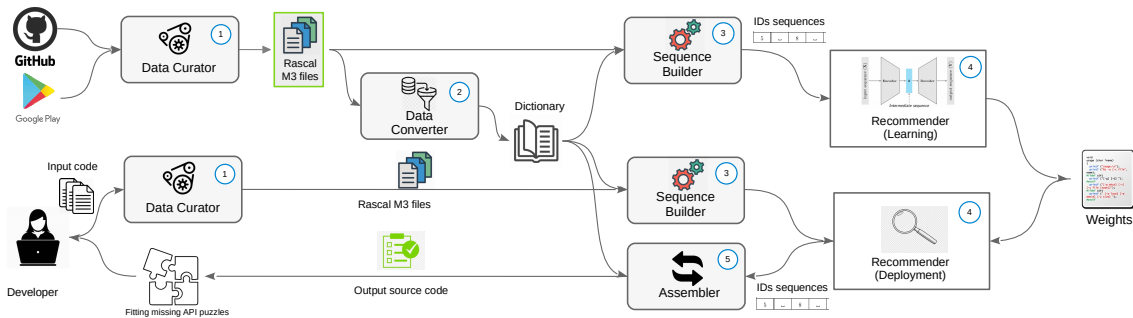 GitHub
Google Play
1
Data Curator
Rascal
M3 files
2
Data
Converter
Dictionary
3
Sequence
Builder
IDs sequences
4
Intermediate sequence
Recommender
(Learning)
Input code
1
Data Curator
Rascal M3 files
3
Sequence
Builder
4
Recommender
(Deployment)
Weights
Developer
Fitting missing API puzzles
Output source code
5
Assembler
IDs sequences